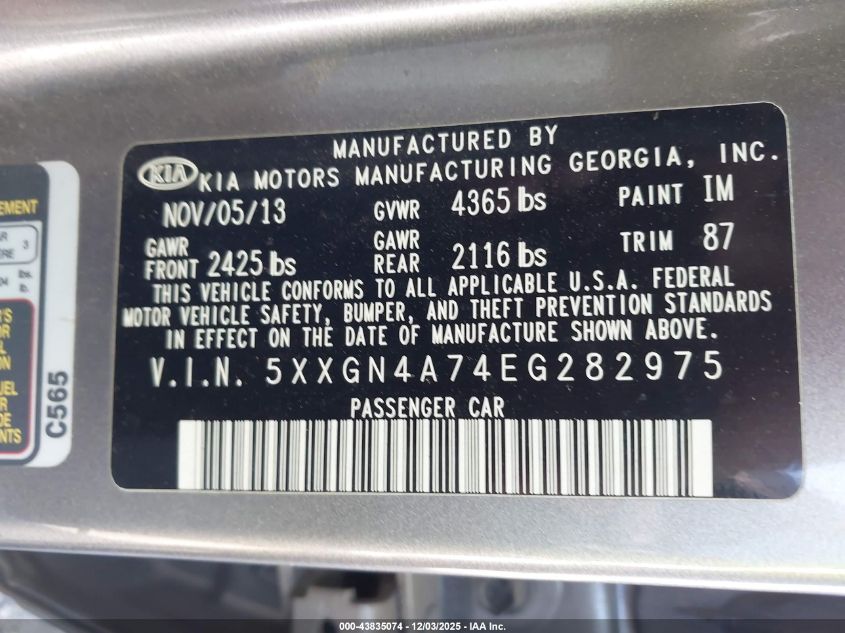 MANUFACTURED BY
KIA KIA MOTORS MANUFACTURING GEORGIA, INC.
NOV/05/13 GVWR 4365 lbs PAINT IM
GAWR FRONT 2425 lbs GAWR REAR 2116 lbs TRIM 87
THIS VEHICLE CONFORMS TO ALL APPLICABLE U.S.A. FEDERAL
MOTOR VEHICLE SAFETY, BUMPER, AND THEFT PREVENTION STANDARDS
IN EFFECT ON THE DATE OF MANUFACTURE SHOWN ABOVE.
V.I.N. 5XXGN4A74EG282975
PASSENGER CAR
C565
000-43835074 - 12/03/2025 - IAA Inc.